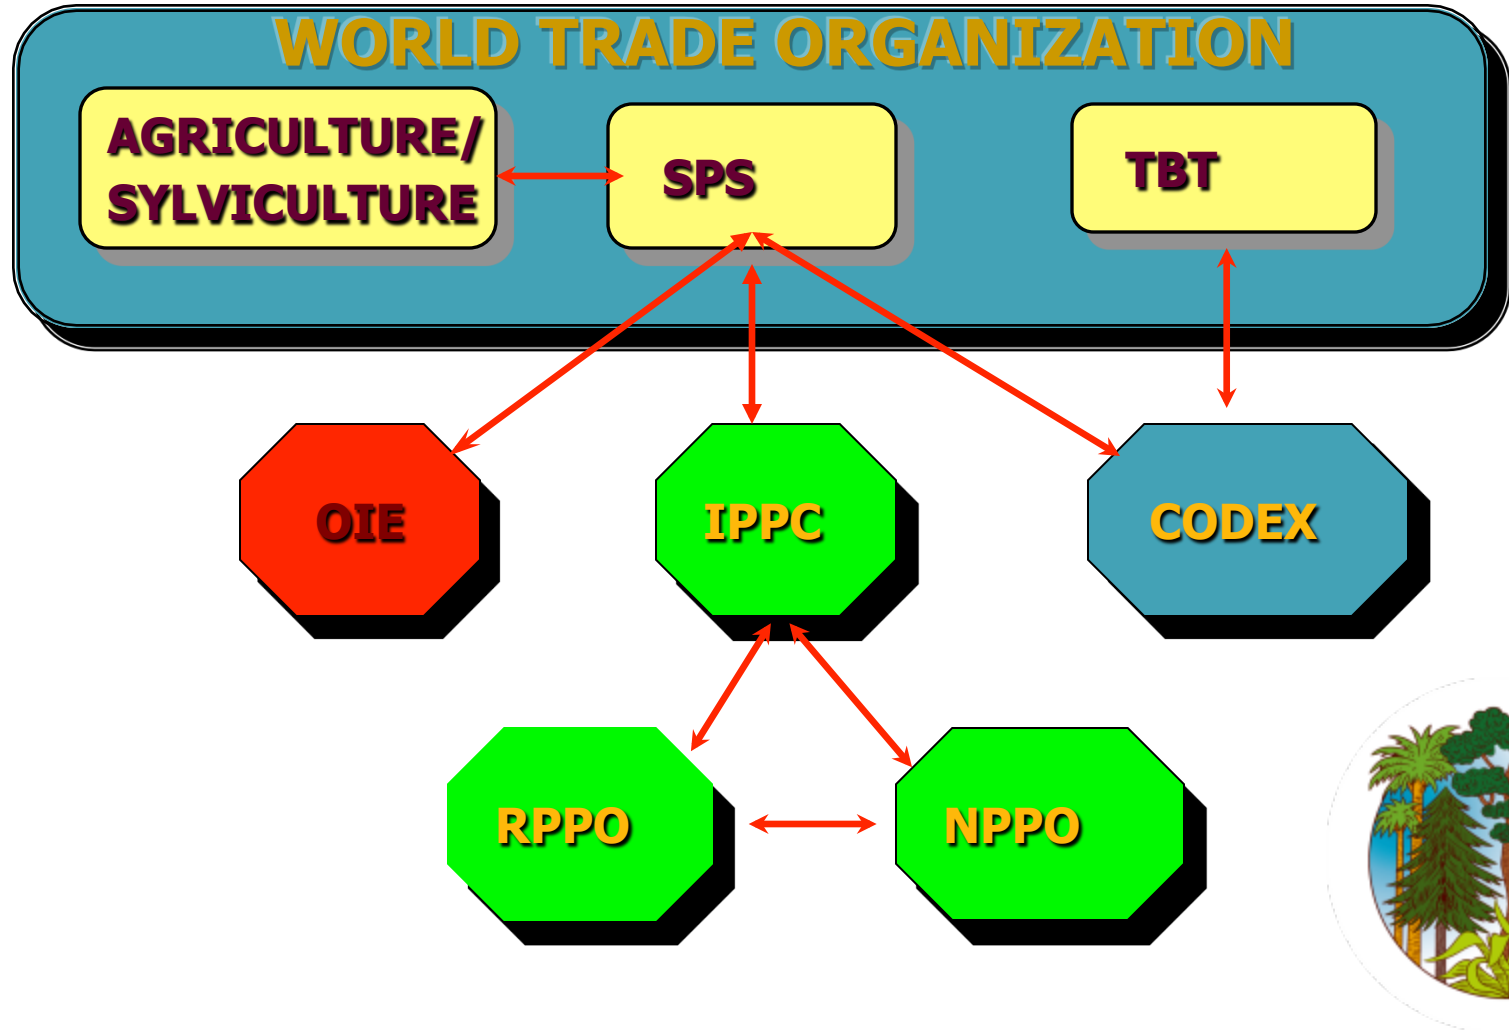 WORLD TRADE ORGANIZATION
AGRICULTURE/
SYLVICULTURE
SPS
TBT
OIE
IPPC
CODEX
RPPO
NPPO